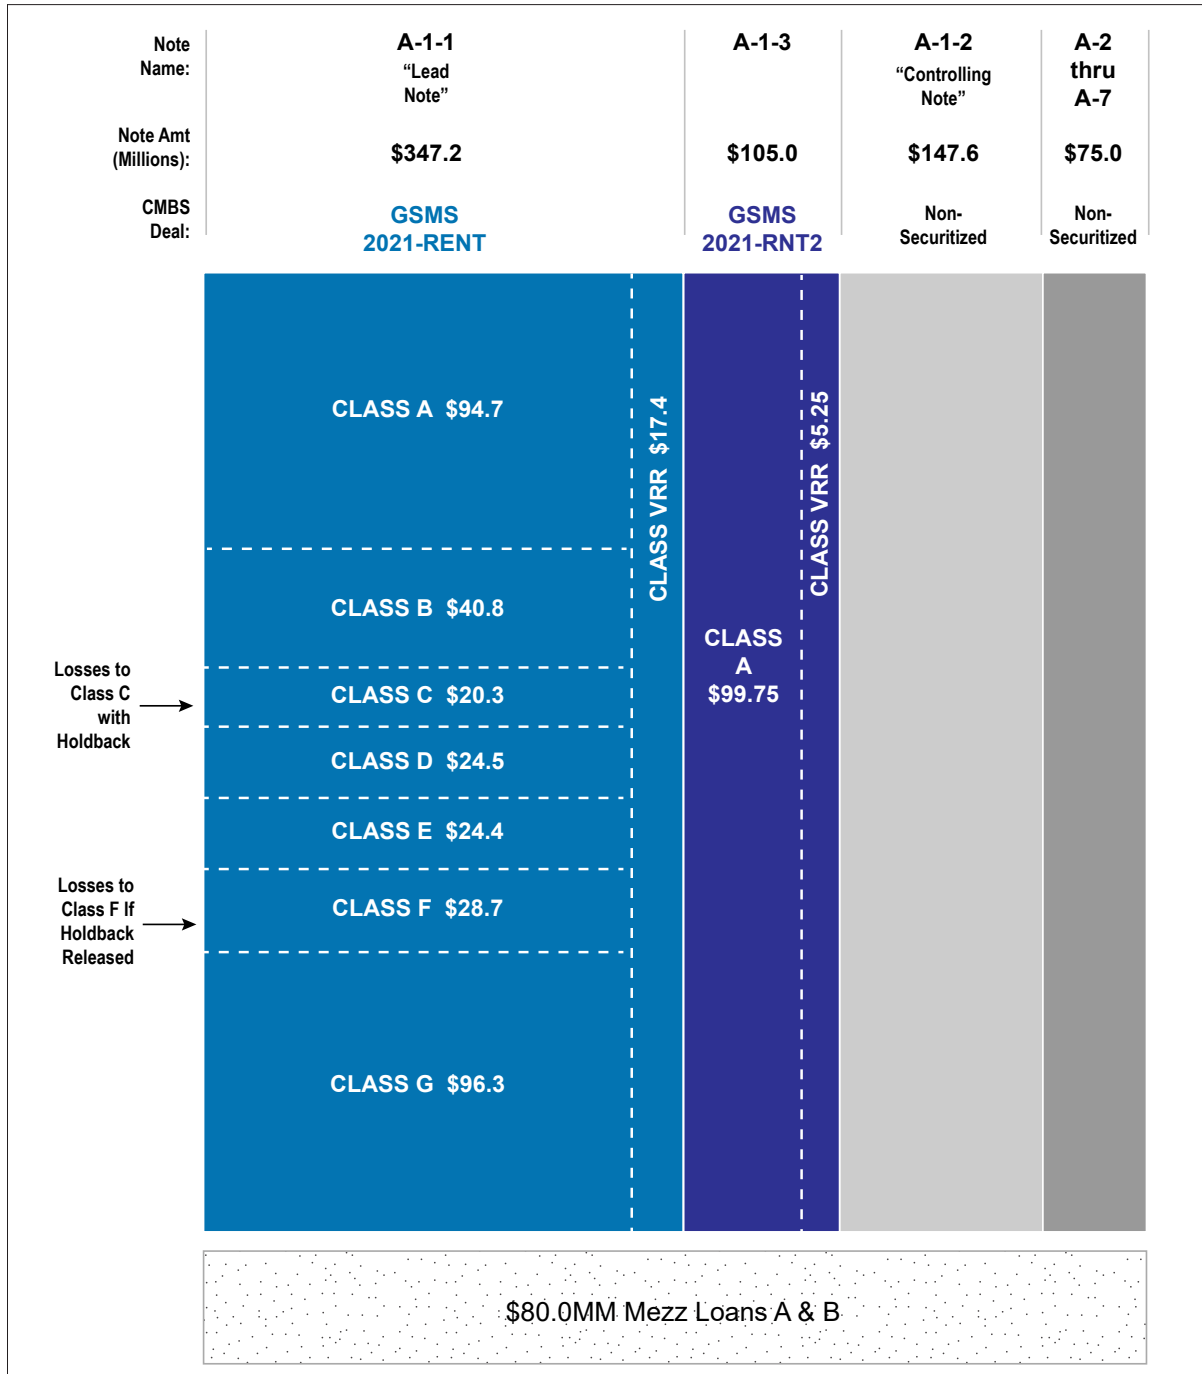 Note
Name:
A-1-1
“Lead
Note”
A-1-3
A-1-2
“Controlling
Note”
A-2
thru
A-7
Note Amt
(Millions):
$347.2
$105.0
$147.6
$75.0
CMBS
Deal:
GSMS
2021-RENT
GSMS
2021-RNT2
Non-
Securitized
Non-
Securitized
CLASS A $94.7
CLASS B $40.8
CLASS C $20.3
CLASS D $24.5
CLASS E $24.4
CLASS F $28.7
CLASS G $96.3
CLASS VRR $17.4
CLASS
A
$99.75
CLASS VRR $5.25
Losses to
Class C
with
Holdback
Losses to
Class F If
Holdback
Released
$80.0MM Mezz Loans A & B